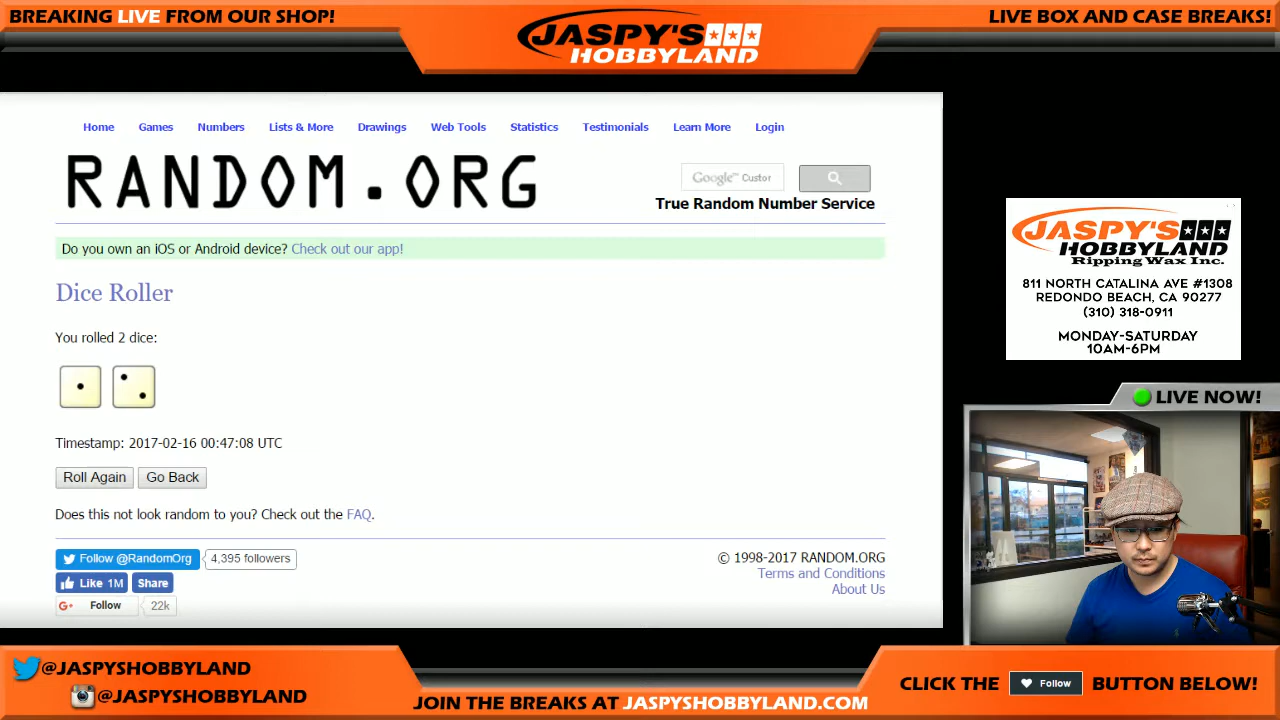 BREAKING LIVE FROM OUR SHOP!
JASPY'S
HOBBYLAND
LIVE BOX AND CASE BREAKS!
Home Games Numbers Lists & More Drawings Web Tools Statistics Testimonials Learn More Login
RANDOM.ORG
Google™ Custor
True Random Number Service
Do you own an iOS or Android device? Check out our app!
Dice Roller
You rolled 2 dice:
Timestamp: 2017-02-16 00:47:08 UTC
Roll Again Go Back
Does this not look random to you? Check out the FAQ.
Follow @RandomOrg 4,395 followers
Like 1M Share
G+ Follow 22k
© 1998-2017 RANDOM.ORG
Terms and Conditions
About Us
JASPY'S
HOBBYLAND
Ripping Wax Inc.
811 NORTH CATALINA AVE #1308
REDONDO BEACH, CA 90277
(310) 318-0911
MONDAY-SATURDAY
10AM-6PM
LIVE NOW!
@JASPYSHOBBYLAND
@JASPYSHOBBYLAND
JOIN THE BREAKS AT JASPYSHOBBYLAND.COM
CLICK THE Follow BUTTON BELOW!